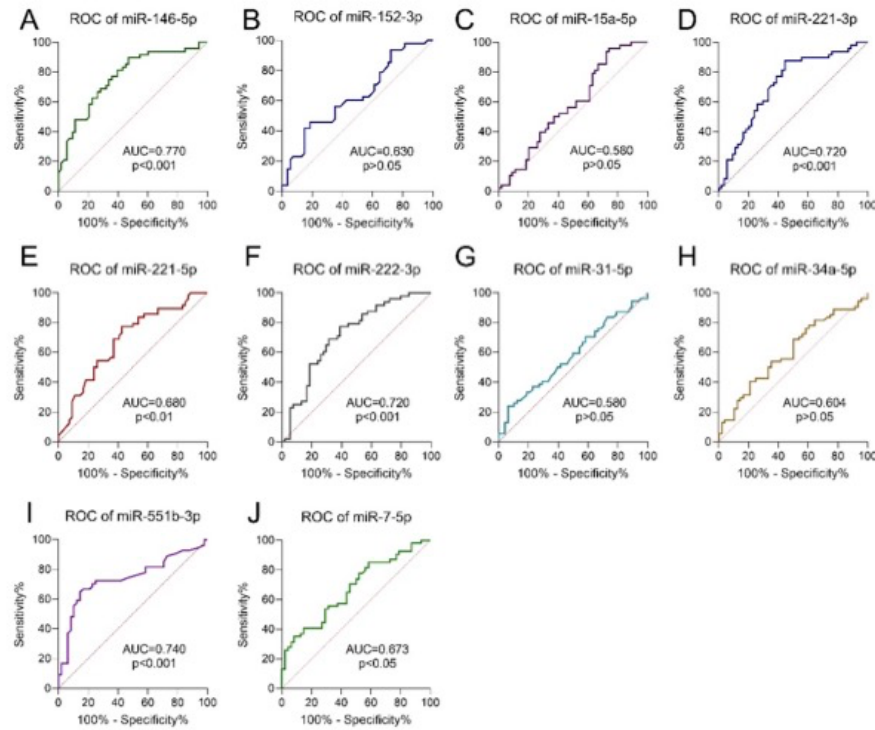 A
ROC of miR-146-5p
100
80
60
40
20
0
Sensitivity%
AUC=0.770
p<0.001
0 20 40 60 80 100
100% - Specificity%
B
ROC of miR-152-3p
100
80
60
40
20
0
Sensitivity%
AUC=0.630
p>0.05
0 20 40 60 80 100
100% - Specificity%
C
ROC of miR-15a-5p
100
80
60
40
20
0
Sensitivity%
AUC=0.580
p>0.05
0 20 40 60 80 100
100% - Specificity%
D
ROC of miR-221-3p
100
80
60
40
20
0
Sensitivity%
AUC=0.720
p<0.001
0 20 40 60 80 100
100% - Specificity%
E
ROC of miR-221-5p
100
80
60
40
20
0
Sensitivity%
AUC=0.680
p<0.01
0 20 40 60 80 100
100% - Specificity%
F
ROC of miR-222-3p
100
80
60
40
20
0
Sensitivity%
AUC=0.720
p<0.001
0 20 40 60 80 100
100% - Specificity%
G
ROC of miR-31-5p
100
80
60
40
20
0
Sensitivity%
AUC=0.580
p>0.05
0 20 40 60 80 100
100% - Specificity%
H
ROC of miR-34a-5p
100
80
60
40
20
0
Sensitivity%
AUC=0.604
p>0.05
0 20 40 60 80 100
100% - Specificity%
I
ROC of miR-551b-3p
100
80
60
40
20
0
Sensitivity%
AUC=0.740
p<0.001
0 20 40 60 80 100
100% - Specificity%
J
ROC of miR-7-5p
100
80
60
40
20
0
Sensitivity%
AUC=0.673
p<0.05
0 20 40 60 80 100
100% - Specificity%